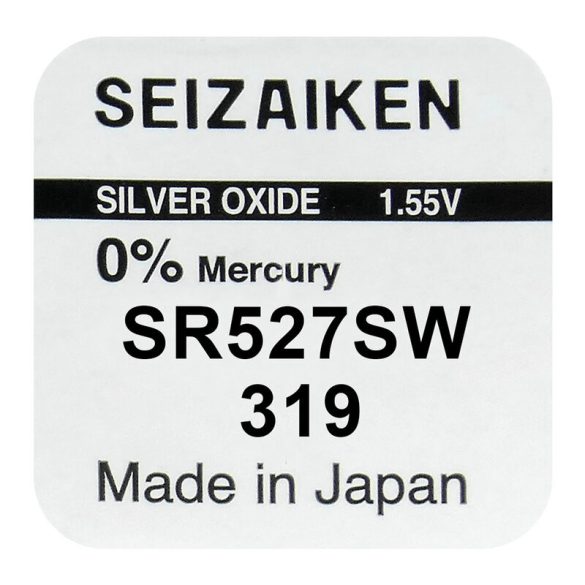 SEIZAIKEN
SILVER OXIDE 1.55V
0% Mercury
SR527SW
319
Made in Japan